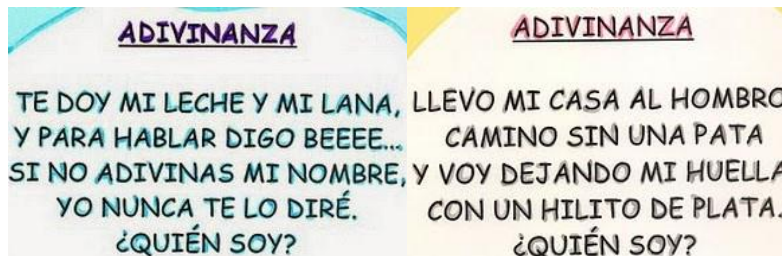 ADIVINANZA
TE DOY MI LECHE Y MI LANA,
Y PARA HABLAR DIGO BEEEE...
SI NO ADIVINAS MI NOMBRE,
YO NUNCA TE LO DIRÉ.
¿QUIÉN SOY?
ADIVINANZA
LLEVO MI CASA AL HOMBRO
CAMINO SIN UNA PATA
Y VOY DEJANDO MI HUELLA
CON UN HILITO DE PLATA.
¿QUIÉN SOY?